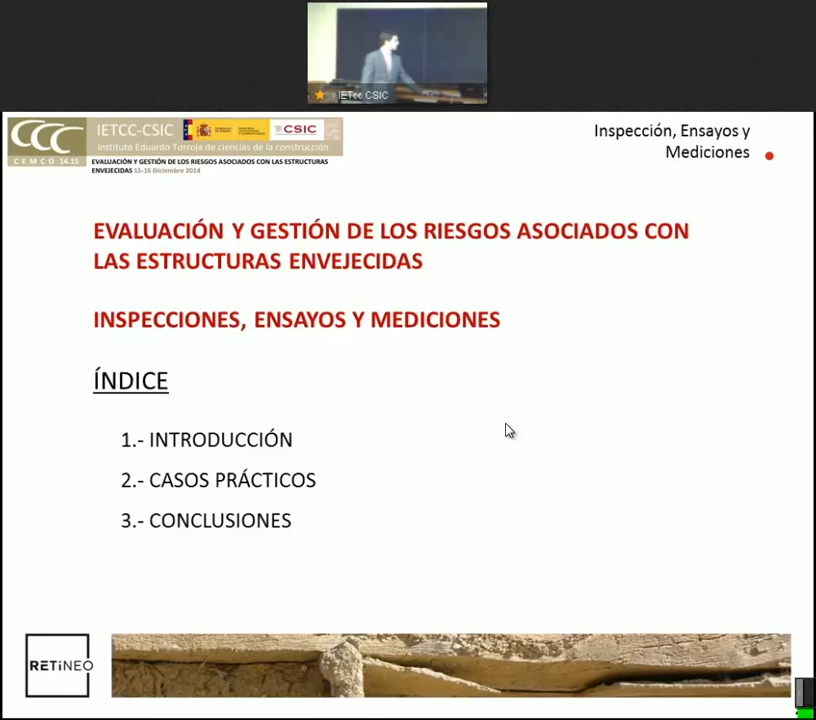 IETcc CSIC
CCC
CEMCO 14.15
IETCC-CSIC
CSIC
Instituto Eduardo Torroja de ciencias de la construcción
EVALUACIÓN Y GESTIÓN DE LOS RIESGOS ASOCIADOS CON LAS ESTRUCTURAS
ENVEJECIDAS 15-16 Diciembre 2014
Inspección, Ensayos y
Mediciones
EVALUACIÓN Y GESTIÓN DE LOS RIESGOS ASOCIADOS CON
LAS ESTRUCTURAS ENVEJECIDAS
INSPECCIONES, ENSAYOS Y MEDICIONES
ÍNDICE
1.- INTRODUCCIÓN
2.- CASOS PRÁCTICOS
3.- CONCLUSIONES
RETiNEO